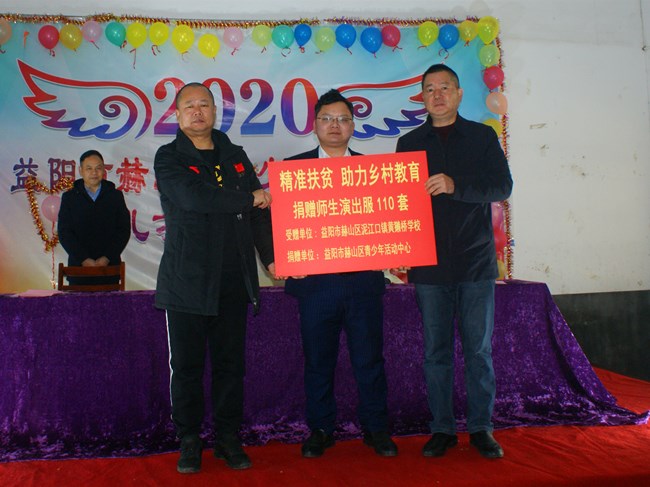 2020
益阳市赫
精准扶贫 助力乡村教育
捐赠师生演出服110套
受赠单位：益阳市赫山区泥江口镇黄狮桥学校
捐赠单位：益阳市赫山区青少年活动中心